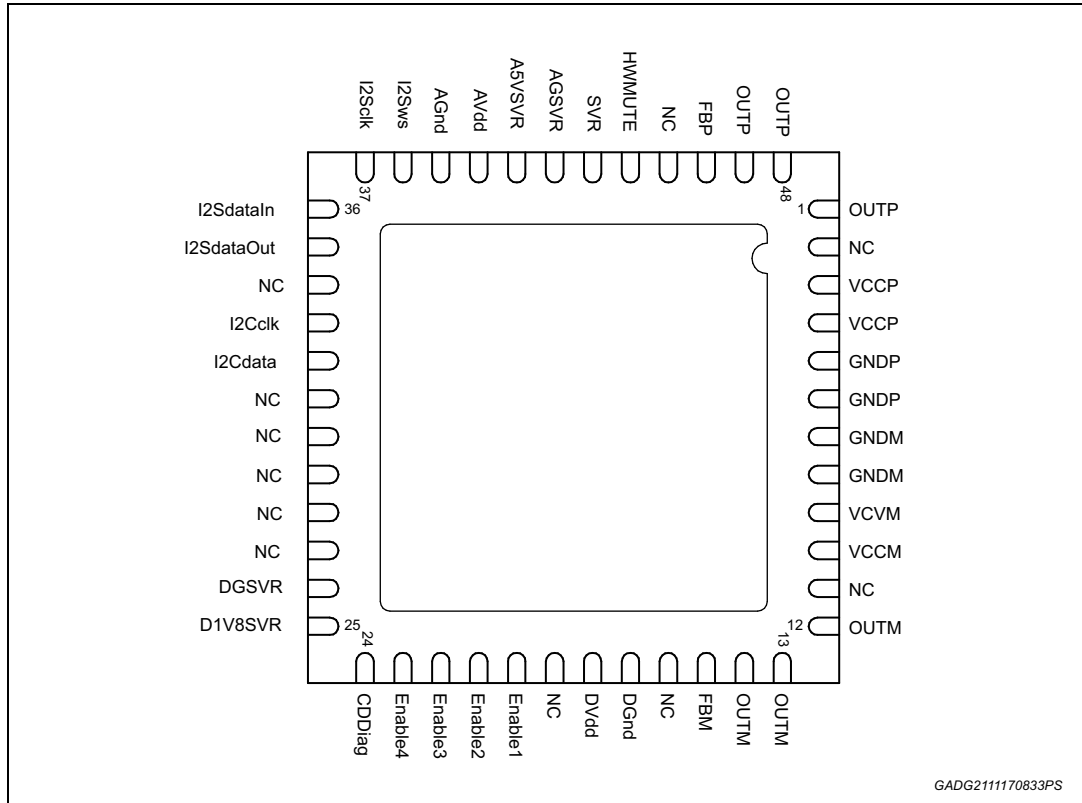 I2Sclk
I2Sws
AGnd
AVdd
A5VSVR
AGSVR
SVR
HWMUTE
NC
FBP
OUTP
OUTP
37
48
I2SdataIn 36
I2SdataOut
NC
I2Cclk
I2Cdata
NC
NC
NC
NC
NC
DGSVR
D1V8SVR 25
1 OUTP
NC
VCCP
VCCP
GNDP
GNDP
GNDM
GNDM
VCVM
VCCM
NC
12 OUTM
24
13
CDDiag
Enable4
Enable3
Enable2
Enable1
NC
DVdd
DGnd
NC
FBM
OUTM
OUTM
GADG2111170833PS